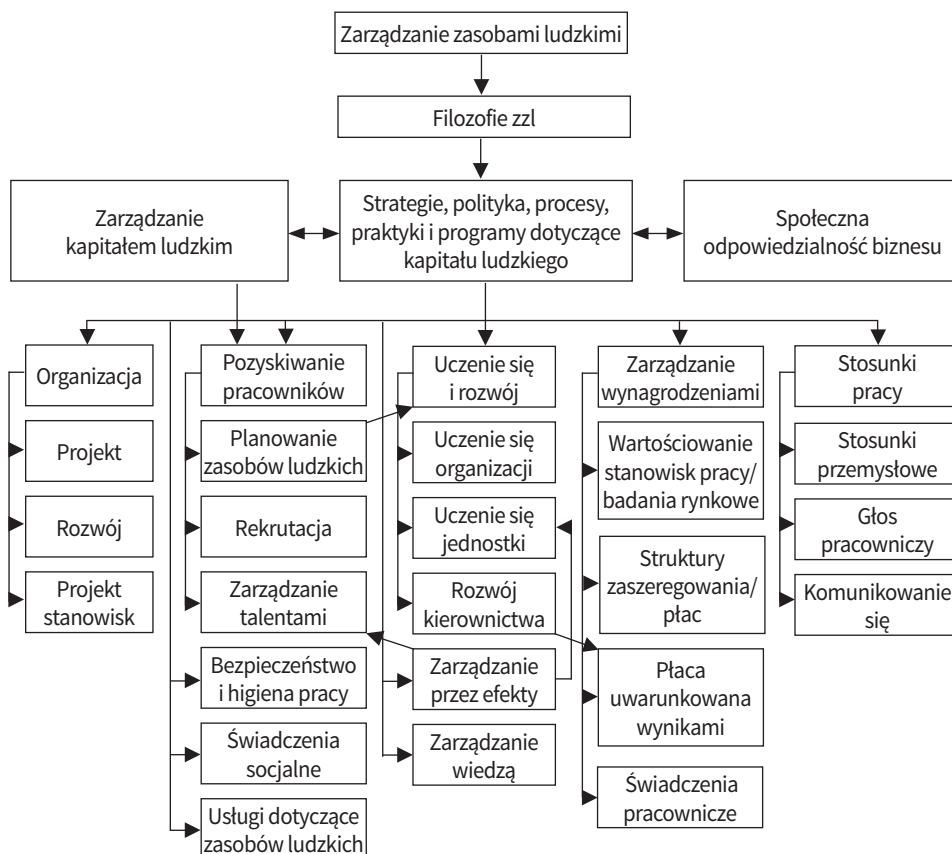 Zarządzanie zasobami ludzkimi
Filozofie zzl
Zarządzanie
kapitałem ludzkim
Strategie, polityka, procesy,
praktyki i programy dotyczące
kapitału ludzkiego
Społeczna
odpowiedzialność biznesu
Organizacja
Projekt
Rozwój
Projekt
stanowisk
Pozyskiwanie
pracowników
Planowanie
zasobów ludzkich
Rekrutacja
Zarządzanie
talentami
Bezpieczeństwo
i higiena pracy
Świadczenia
socjalne
Usługi dotyczące
zasobów ludzkich
Uczenie się
i rozwój
Uczenie się
organizacji
Uczenie się
jednostki
Rozwój
kierownictwa
Zarządzanie
przez efekty
Zarządzanie
wiedzą
Zarządzanie
wynagrodzeniami
Wartościowanie
stanowisk pracy/
badania rynkowe
Struktury
zaszeregowania/
płac
Płaca
uwarunkowana
wynikami
Świadczenia
pracownicze
Stosunki
pracy
Stosunki
przemysłowe
Głos
pracowniczy
Komunikowanie
się